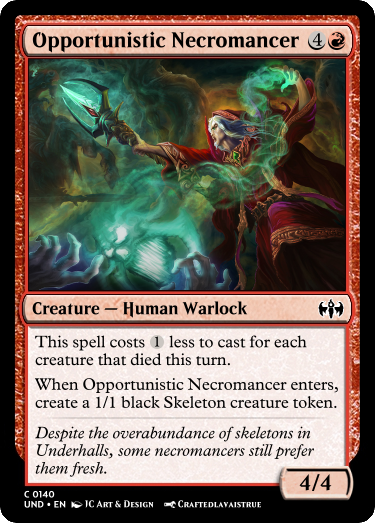 Opportunistic Necromancer 4
Creature — Human Warlock
This spell costs 1 less to cast for each
creature that died this turn.
When Opportunistic Necromancer enters,
create a 1/1 black Skeleton creature token.
Despite the overabundance of skeletons in
Underhalls, some necromancers still prefer
them fresh.
4/4
C 0140
UND • EN JC Art & Design CraftedLavaIsTrue